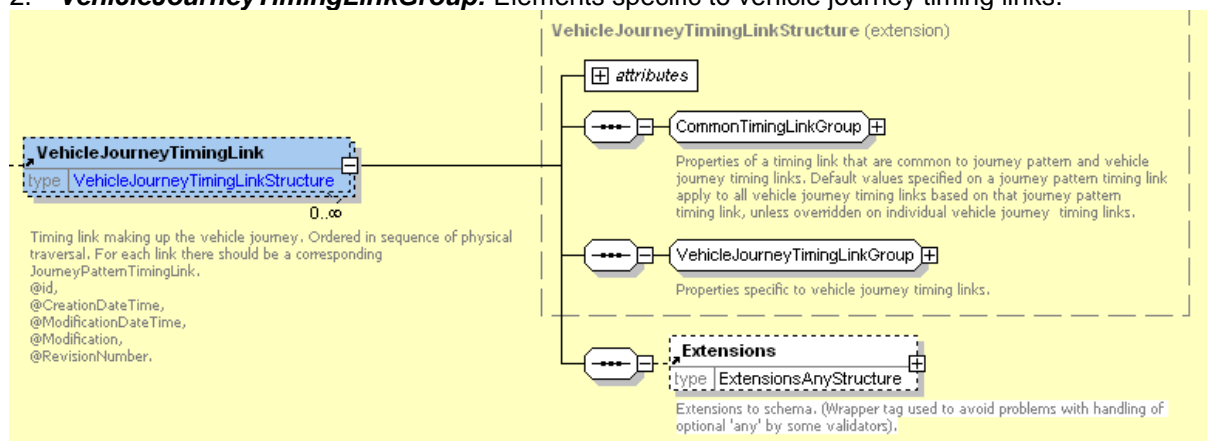 2. VehicleJourneyTimingLinkGroup: Elements specific to vehicle journey timing links.
VehicleJourneyTimingLinkStructure (extension)
attributes
CommonTimingLinkGroup
Properties of a timing link that are common to journey pattern and vehicle
journey timing links. Default values specified on a journey pattern timing link
apply to all vehicle journey timing links based on that journey pattern
timing link, unless overridden on individual vehicle journey timing links.
VehicleJourneyTimingLink
type VehicleJourneyTimingLinkStructure
0..∞
Timing link making up the vehicle journey. Ordered in sequence of physical
traversal. For each link there should be a corresponding
JourneyPatternTimingLink.
@id,
@CreationDateTime,
@ModificationDateTime,
@Modification,
@RevisionNumber.
VehicleJourneyTimingLinkGroup
Properties specific to vehicle journey timing links.
Extensions
type ExtensionsAnyStructure
Extensions to schema. (Wrapper tag used to avoid problems with handling of
optional 'any' by some validators).